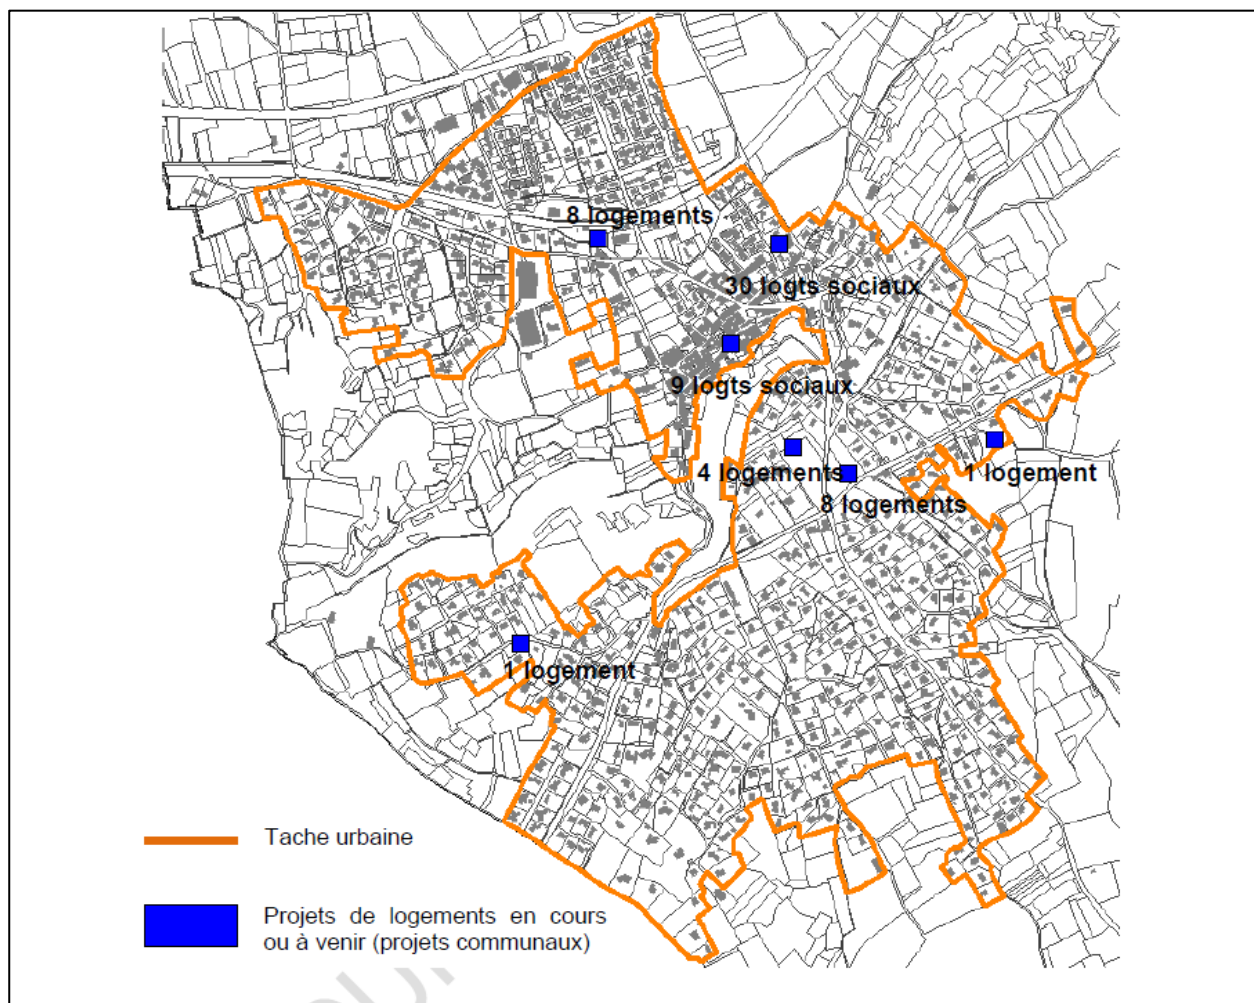 8 logements
30 logts sociaux
9 logts sociaux
4 logements
1 logement
8 logements
1 logement
Tache urbaine
Projets de logements en cours
ou à venir (projets communaux)